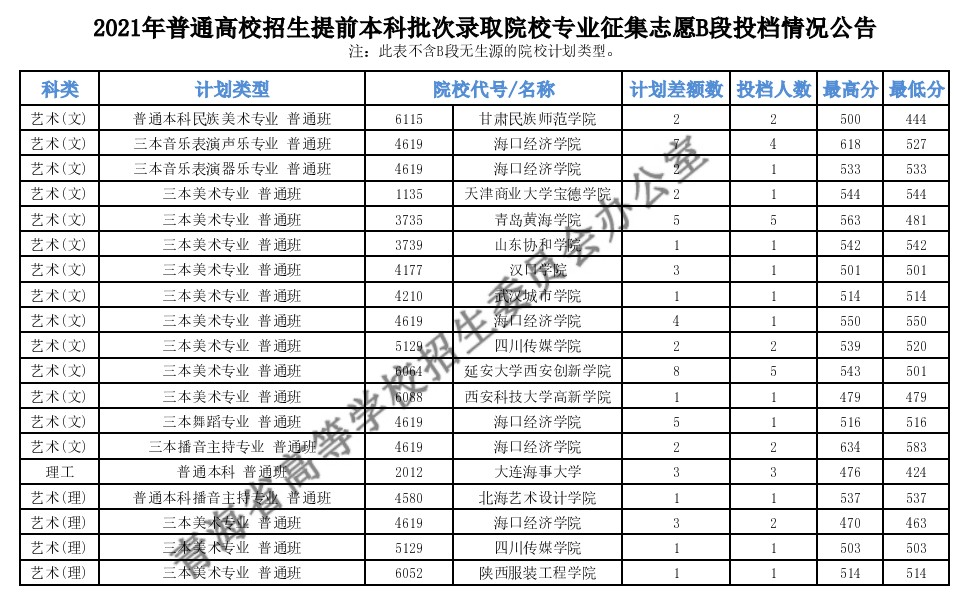 2021年普通高校招生提前本科批次录取院校专业征集志愿B段投档情况公告
注：此表不含B段无生源的院校计划类型。
科类 计划类型 院校代号/名称 计划差额数 投档人数 最高分 最低分
艺术(文) 普通本科民族美术专业 普通班 6115 甘肃民族师范学院 2 2 500 444
艺术(文) 三本音乐表演声乐专业 普通班 4619 海口经济学院 7 4 618 527
艺术(文) 三本音乐表演器乐专业 普通班 4619 海口经济学院 2 1 533 533
艺术(文) 三本美术专业 普通班 1135 天津商业大学宝德学院 2 1 544 544
艺术(文) 三本美术专业 普通班 3735 青岛黄海学院 5 5 563 481
艺术(文) 三本美术专业 普通班 3739 山东协和学院 1 1 542 542
艺术(文) 三本美术专业 普通班 4177 汉口学院 3 1 501 501
艺术(文) 三本美术专业 普通班 4210 武汉城市学院 1 1 514 514
艺术(文) 三本美术专业 普通班 4619 海口经济学院 4 1 550 550
艺术(文) 三本美术专业 普通班 5129 四川传媒学院 2 2 539 520
艺术(文) 三本美术专业 普通班 6064 延安大学西安创新学院 8 5 543 501
艺术(文) 三本美术专业 普通班 6088 西安科技大学高新学院 1 1 479 479
艺术(文) 三本舞蹈专业 普通班 4619 海口经济学院 5 1 516 516
艺术(文) 三本播音主持专业 普通班 4619 海口经济学院 2 2 634 583
理工 普通本科 普通班 2012 大连海事大学 3 3 476 424
艺术(理) 普通本科播音主持专业 普通班 4580 北海艺术设计学院 1 1 537 537
艺术(理) 三本美术专业 普通班 4619 海口经济学院 3 2 470 463
艺术(理) 三本美术专业 普通班 5129 四川传媒学院 1 1 503 503
艺术(理) 三本美术专业 普通班 6052 陕西服装工程学院 1 1 514 514
青海省高等学校招生委员会办公室